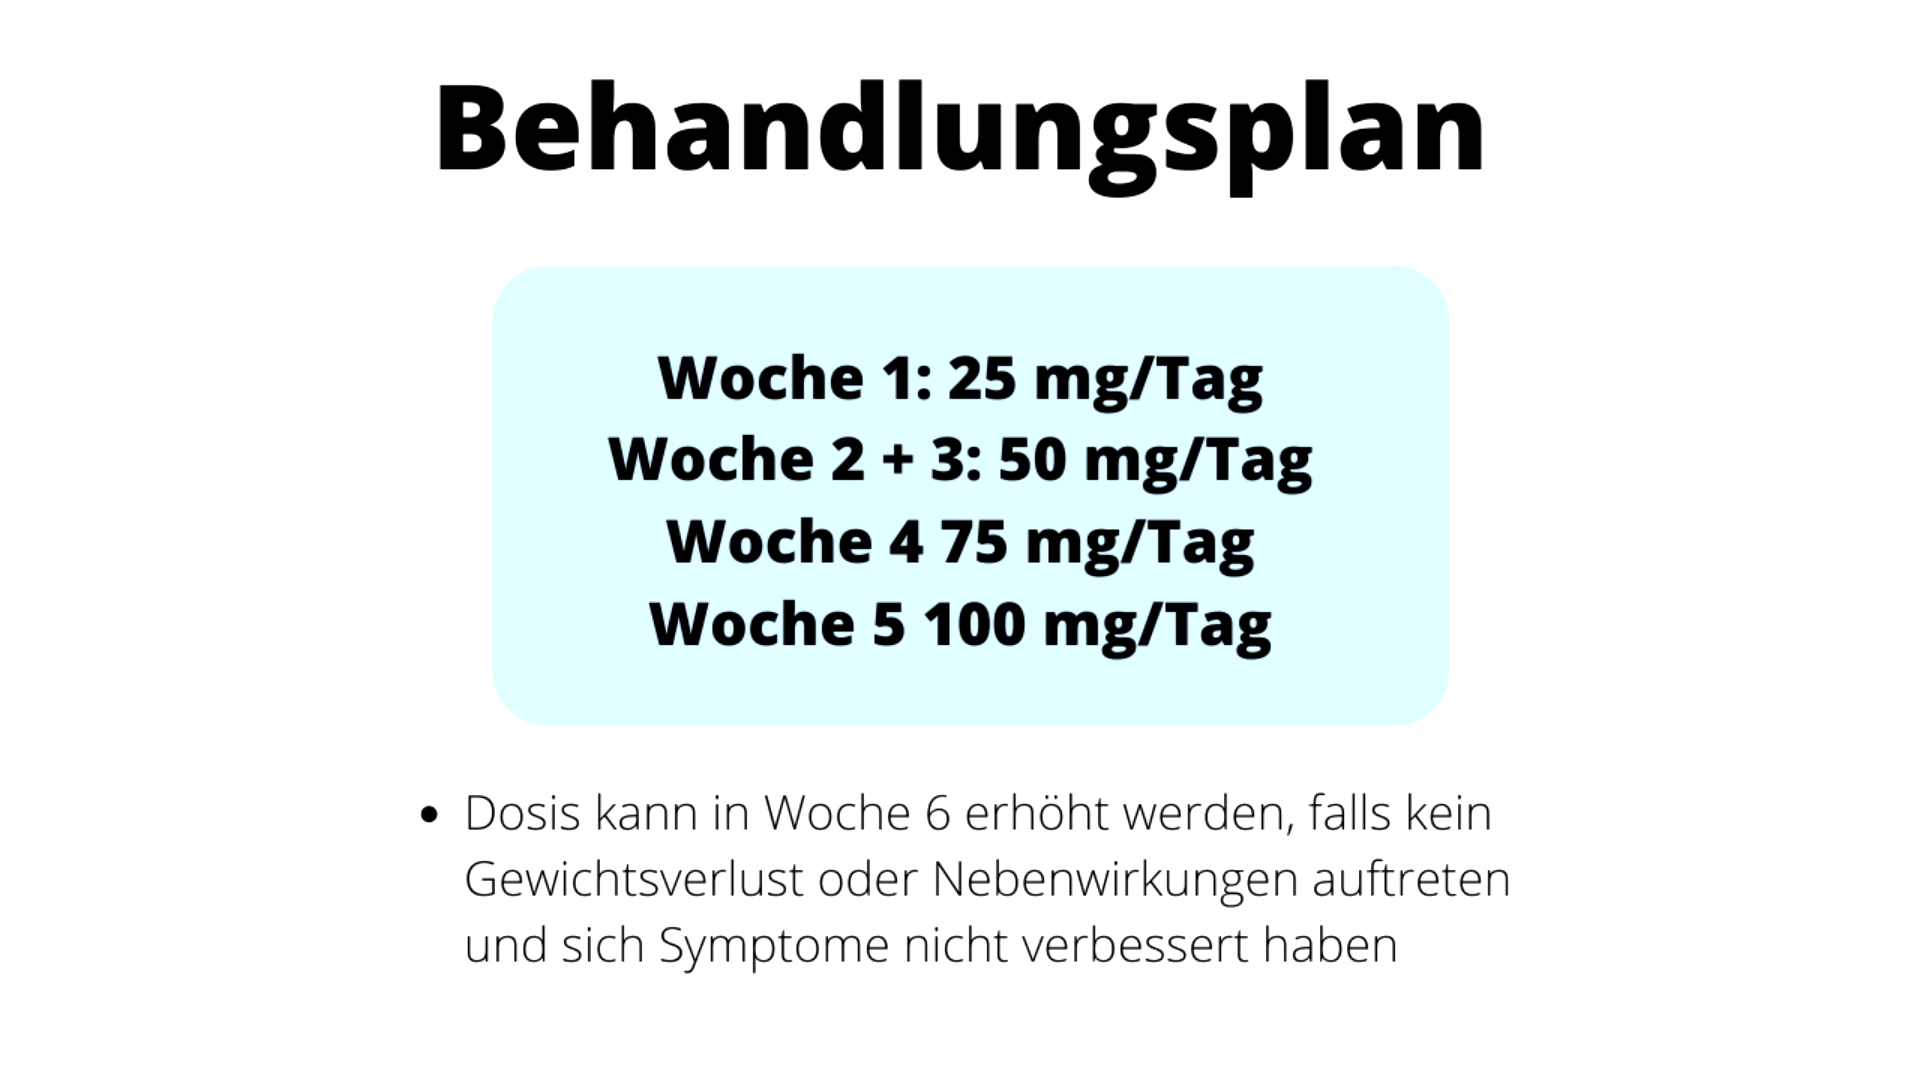 Behandlungsplan
Woche 1: 25 mg/Tag
Woche 2 + 3: 50 mg/Tag
Woche 4 75 mg/Tag
Woche 5 100 mg/Tag
• Dosis kann in Woche 6 erhöht werden, falls kein
Gewichtsverlust oder Nebenwirkungen auftreten
und sich Symptome nicht verbessert haben